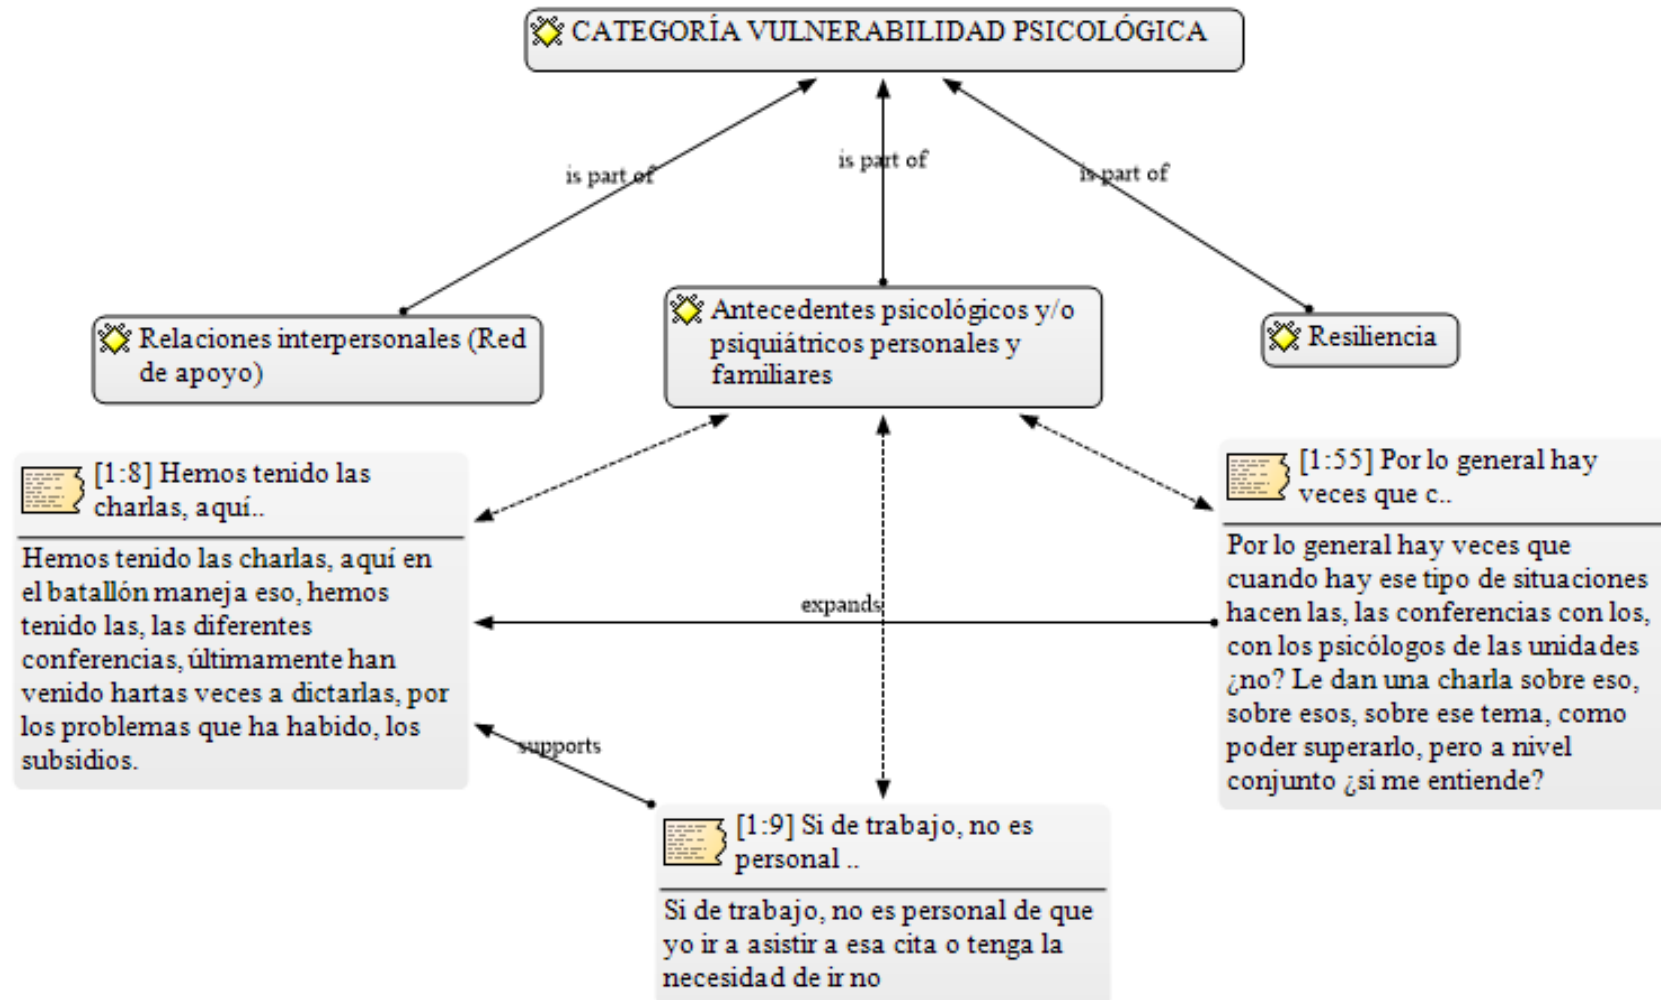 CATEGORÍA VULNERABILIDAD PSICOLÓGICA
is part of
is part of
is part of
Relaciones interpersonales (Red
de apoyo)
Antecedentes psicológicos y/o
psiquiátricos personales y
familiares
Resiliencia
[1:8] Hemos tenido las
charlas, aquí..
Hemos tenido las charlas, aquí en
el batallón maneja eso, hemos
tenido las, las diferentes
conferencias, últimamente han
venido hartas veces a dictarlas, por
los problemas que ha habido, los
subsidios.
[1:55] Por lo general hay
veces que c..
Por lo general hay veces que
cuando hay ese tipo de situaciones
hacen las, las conferencias con los,
con los psicólogos de las unidades
¿no? Le dan una charla sobre eso,
sobre esos, sobre ese tema, como
poder superarlo, pero a nivel
conjunto ¿si me entiende?
expands
supports
[1:9] Si de trabajo, no es
personal ..
Si de trabajo, no es personal de que
yo ir a asistir a esa cita o tenga la
necesidad de ir no